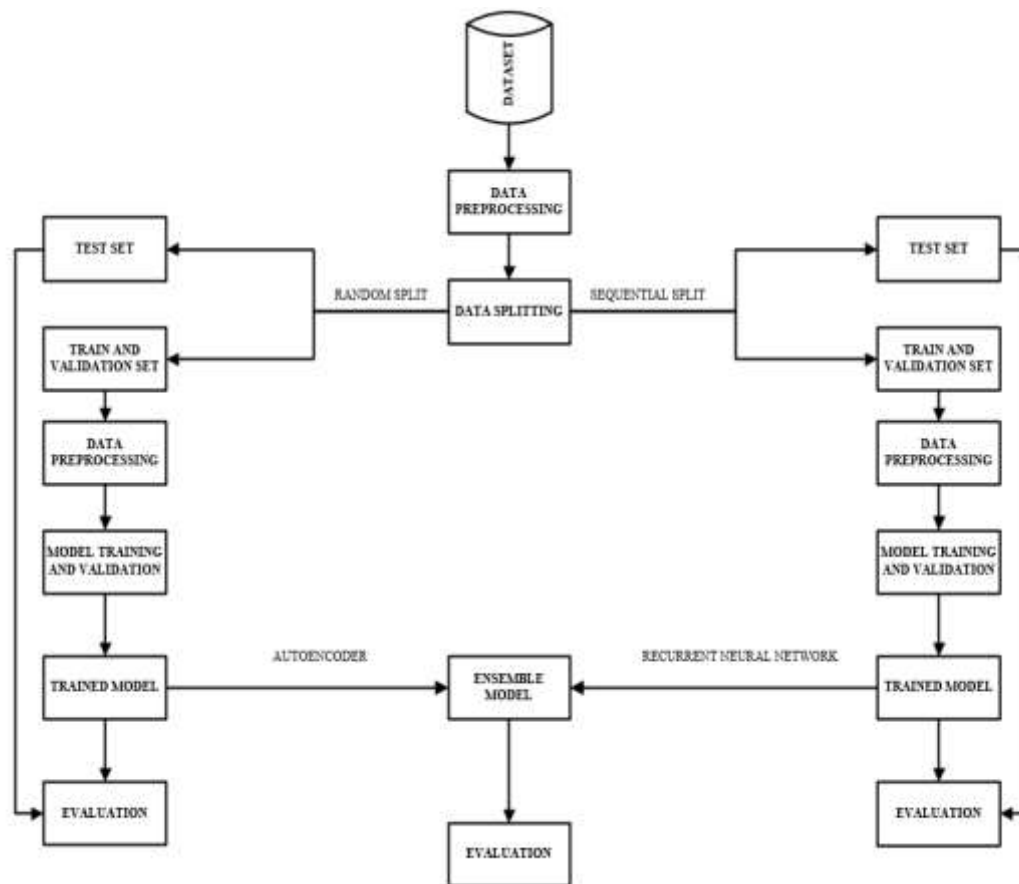 DATASET
DATA
PREPROCESSING
TEST SET
TEST SET
RANDOM SPLIT
DATA SPLITTING
SEQUENTIAL SPLIT
TRAIN AND
VALIDATION SET
TRAIN AND
VALIDATION SET
DATA
PREPROCESSING
DATA
PREPROCESSING
MODEL TRAINING
AND VALIDATION
MODEL TRAINING
AND VALIDATION
AUTOENCODER
RECURRENT NEURAL NETWORK
TRAINED MODEL
ENSEMBLE
MODEL
TRAINED MODEL
EVALUATION
EVALUATION
EVALUATION